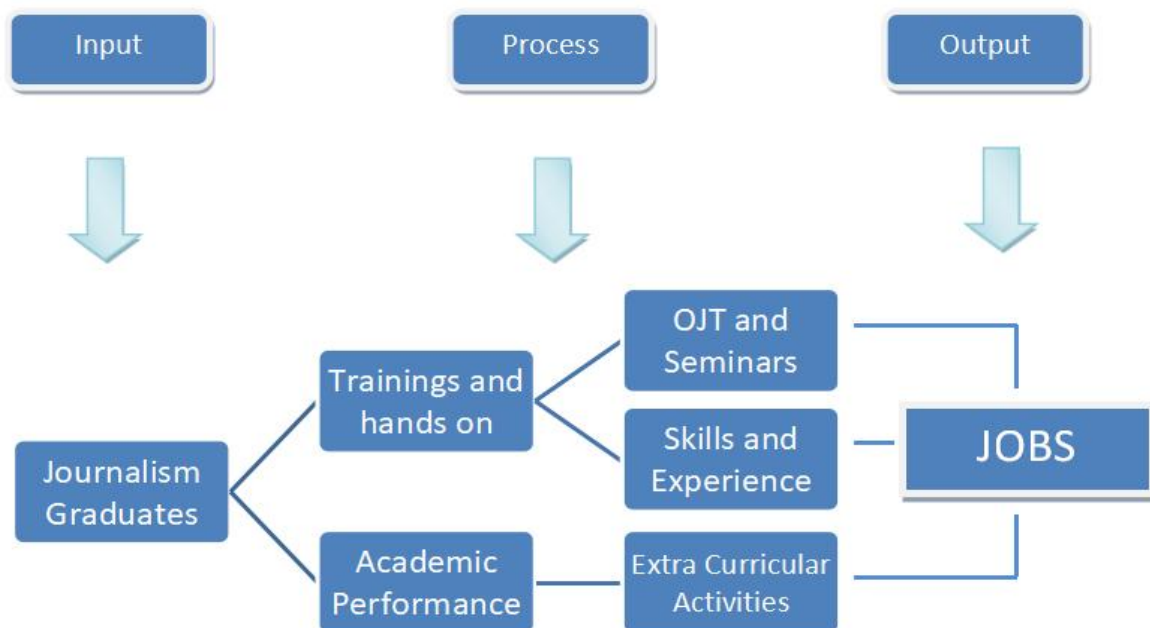 Input
Process
Output
OJT and
Seminars
Trainings and
hands on
Skills and
Experience
JOBS
Journalism
Graduates
Academic
Performance
Extra Curricular
Activities